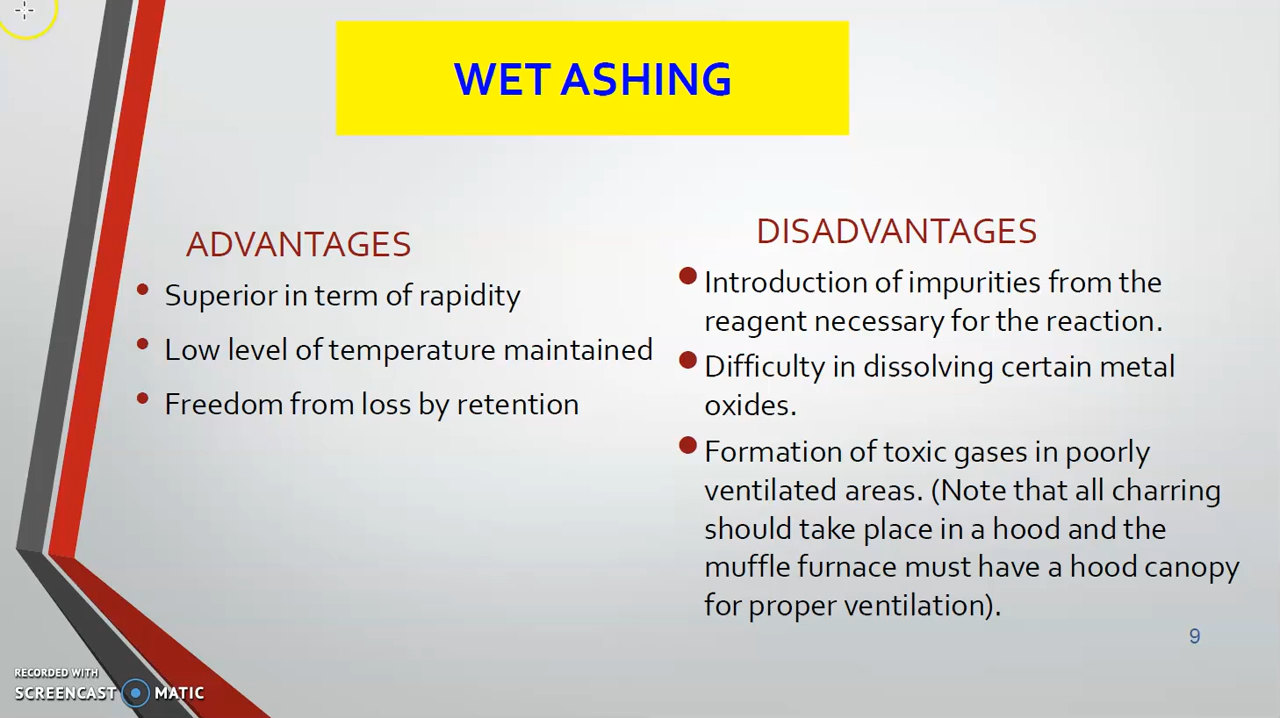 WET ASHING
ADVANTAGES
Superior in term of rapidity
Low level of temperature maintained
Freedom from loss by retention
DISADVANTAGES
Introduction of impurities from the
reagent necessary for the reaction.
Difficulty in dissolving certain metal
oxides.
Formation of toxic gases in poorly
ventilated areas. (Note that all charring
should take place in a hood and the
muffle furnace must have a hood canopy
for proper ventilation).
9
RECORDED WITH
SCREENCAST MATIC